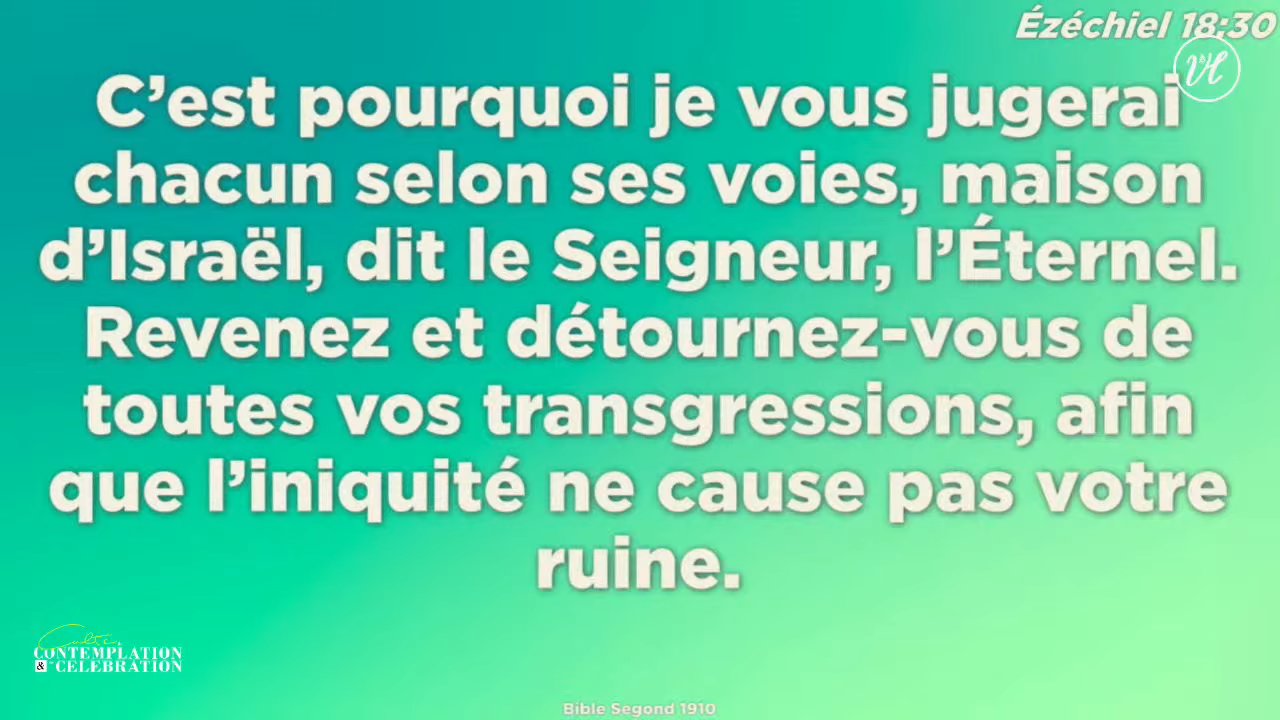 Ézéchiel 18:30
C’est pourquoi je vous jugerai
chacun selon ses voies, maison
d’Israël, dit le Seigneur, l’Éternel.
Revenez et détournez-vous de
toutes vos transgressions, afin
que l’iniquité ne cause pas votre
ruine.
Culte
CONTEMPLATION
& CELEBRATION
Bible Segond 1910